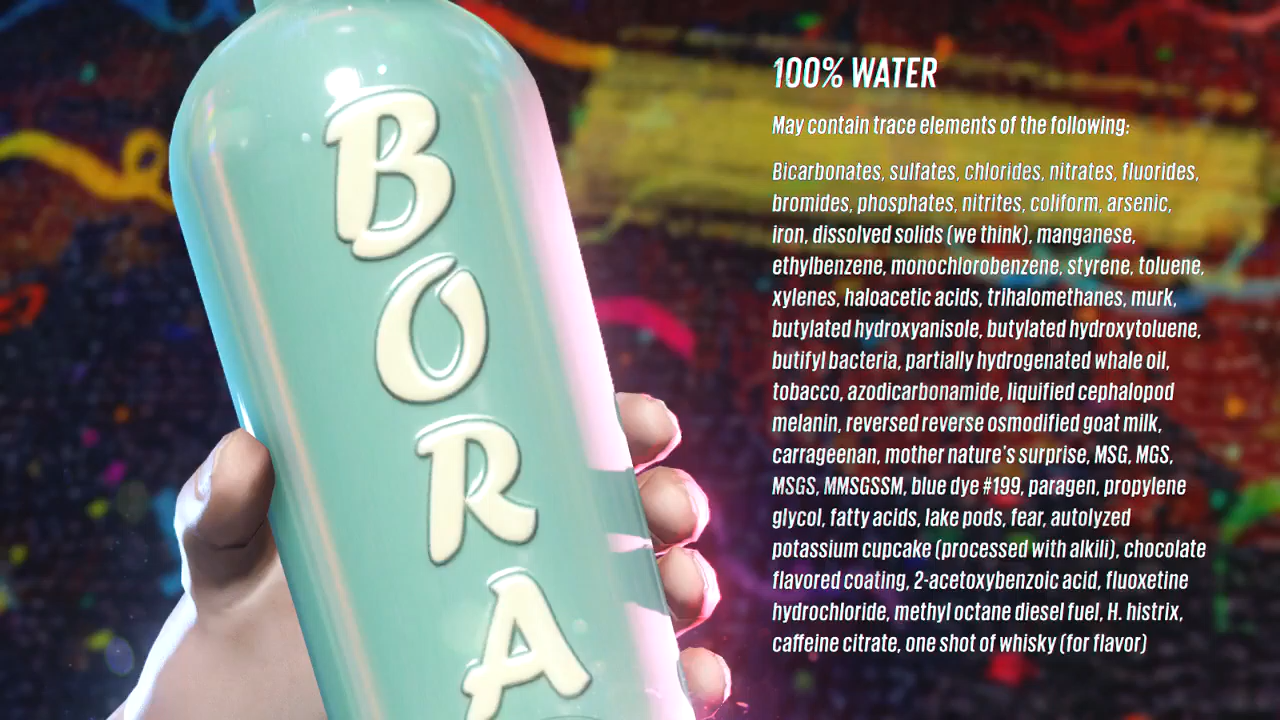 BORA
100% WATER
May contain trace elements of the following:
Bicarbonates, sulfates, chlorides, nitrates, fluorides,
bromides, phosphates, nitrites, coliform, arsenic,
iron, dissolved solids (we think), manganese,
ethylbenzene, monochlorobenzene, styrene, toluene,
xylenes, haloacetic acids, trihalomethanes, murk,
butylated hydroxyanisole, butylated hydroxytoluene,
butifyl bacteria, partially hydrogenated whale oil,
tobacco, azodicarbonamide, liquified cephalopod
melanin, reversed reverse osmodified goat milk,
carrageenan, mother nature's surprise, MSG, MGS,
MSGS, MMSGSSM, blue dye #199, paragen, propylene
glycol, fatty acids, lake pods, fear, autolyzed
potassium cupcake (processed with alkili), chocolate
flavored coating, 2-acetoxybenzoic acid, fluoxetine
hydrochloride, methyl octane diesel fuel, H. histrix,
caffeine citrate, one shot of whisky (for flavor)